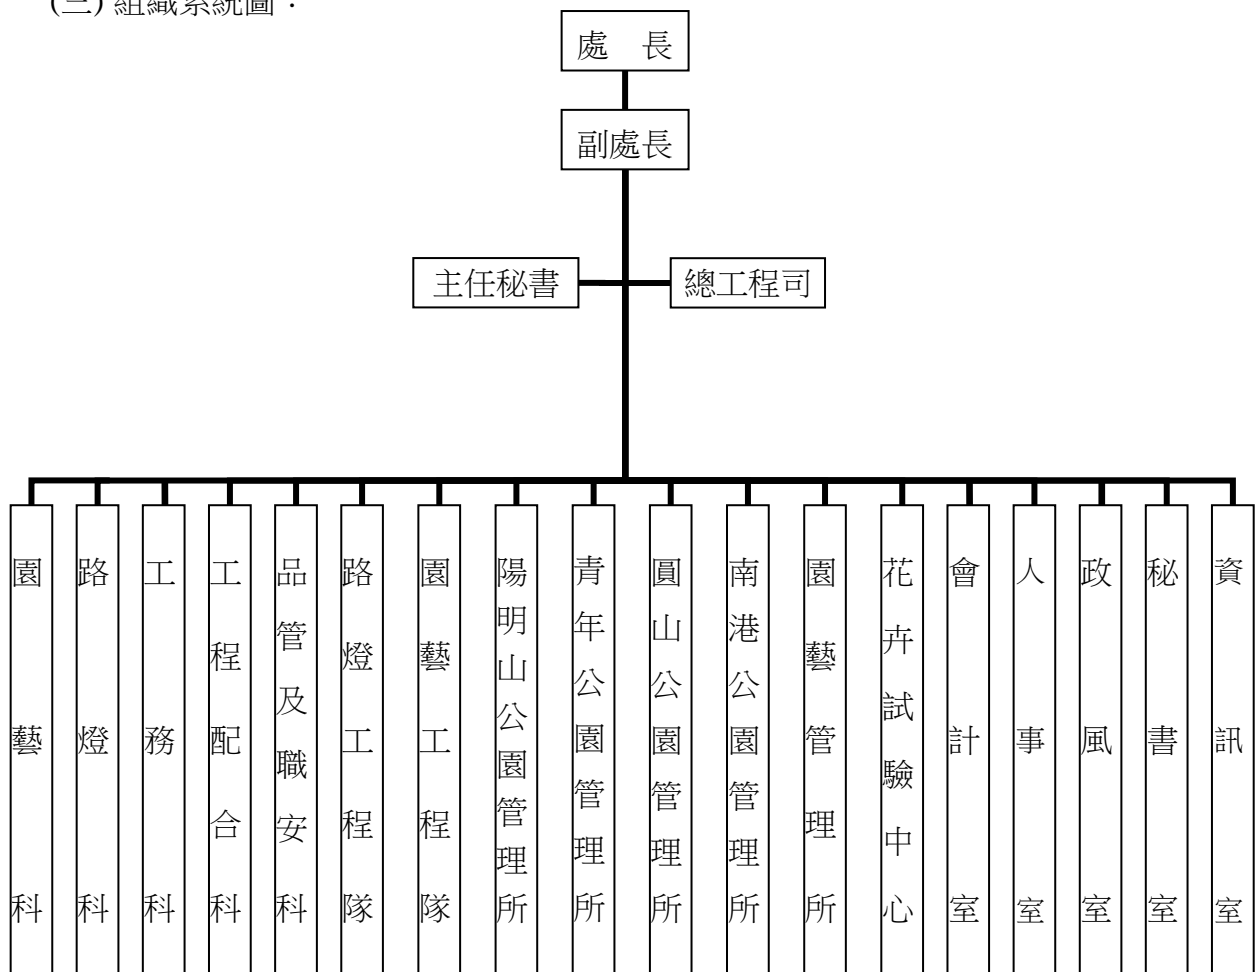 (三) 組織系統圖：
處　長
副處長
主任秘書
總工程司
園藝科
路燈科
工務科
工程配合科
品管及職安科
路燈工程隊
園藝工程隊
陽明山公園管理所
青年公園管理所
圓山公園管理所
南港公園管理所
園藝管理所
花卉試驗中心
會計室
人事室
政風室
秘書室
資訊室